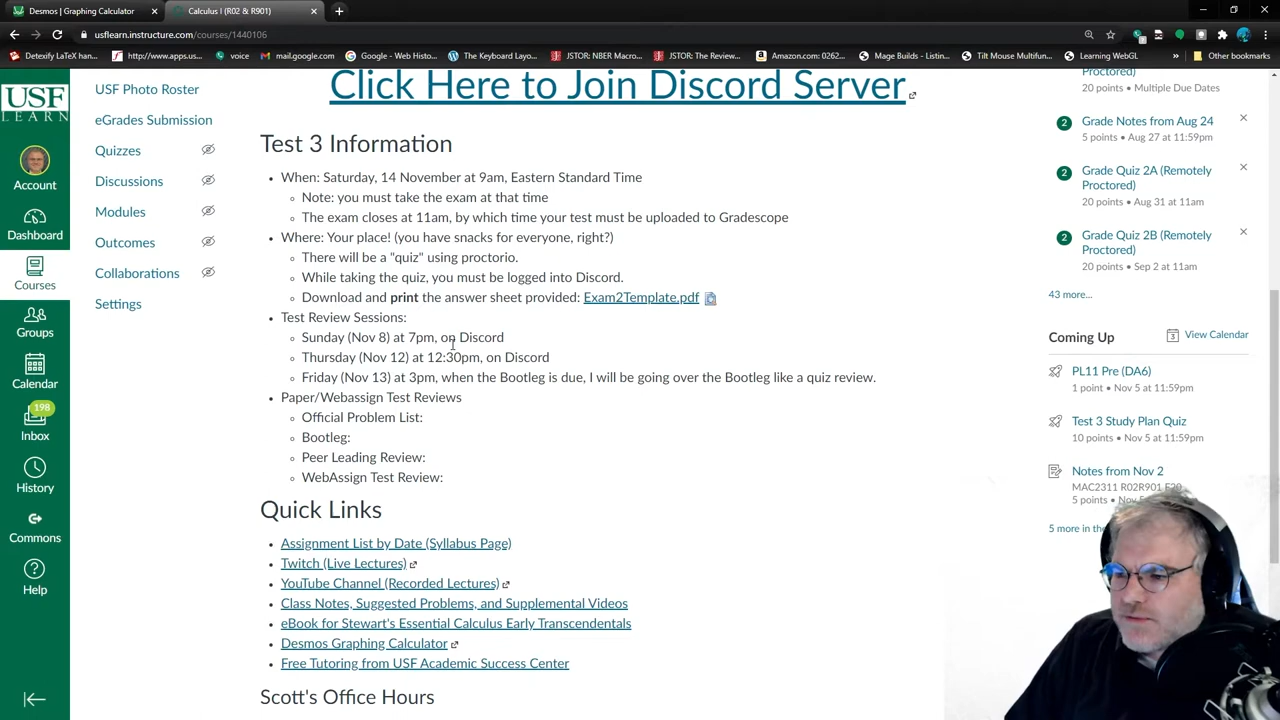 Desmos | Graphing Calculator
Calculus I (R02 & R901)
usflearn.instructure.com/courses/1440106
Detexify LaTeX han...
http://www.apps.us...
voice
mail.google.com
Google - Web Histo...
The Keyboard Layo...
JSTOR: NBER Macro...
JSTOR: The Review...
Amazon.com: 0262...
Mage Builds - Listin...
Tilt Mouse Multifun...
Learning WebGL
Other bookmarks
USF
LEARN
Account
Dashboard
Courses
Groups
Calendar
198
Inbox
History
Commons
Help
USF Photo Roster
eGrades Submission
Quizzes
Discussions
Modules
Outcomes
Collaborations
Settings
Click Here to Join Discord Server
Test 3 Information
When: Saturday, 14 November at 9am, Eastern Standard Time
Note: you must take the exam at that time
The exam closes at 11am, by which time your test must be uploaded to Gradescope
Where: Your place! (you have snacks for everyone, right?)
There will be a "quiz" using proctorio.
While taking the quiz, you must be logged into Discord.
Download and print the answer sheet provided: Exam2Template.pdf
Test Review Sessions:
Sunday (Nov 8) at 7pm, on Discord
Thursday (Nov 12) at 12:30pm, on Discord
Friday (Nov 13) at 3pm, when the Bootleg is due, I will be going over the Bootleg like a quiz review.
Paper/Webassign Test Reviews
Official Problem List:
Bootleg:
Peer Leading Review:
WebAssign Test Review:
Quick Links
Assignment List by Date (Syllabus Page)
Twitch (Live Lectures)
YouTube Channel (Recorded Lectures)
Class Notes, Suggested Problems, and Supplemental Videos
eBook for Stewart's Essential Calculus Early Transcendentals
Desmos Graphing Calculator
Free Tutoring from USF Academic Success Center
Scott's Office Hours
Proctored)
20 points • Multiple Due Dates
2
Grade Notes from Aug 24
5 points • Aug 27 at 11:59pm
2
Grade Quiz 2A (Remotely
Proctored)
20 points • Aug 31 at 11am
2
Grade Quiz 2B (Remotely
Proctored)
20 points • Sep 2 at 11am
43 more...
Coming Up
3
View Calendar
PL11 Pre (DA6)
1 point • Nov 5 at 11:59pm
Test 3 Study Plan Quiz
10 points • Nov 5 at 11:59pm
Notes from Nov 2
MAC2311 R02R901 F20
5 points • Nov
5 more in the